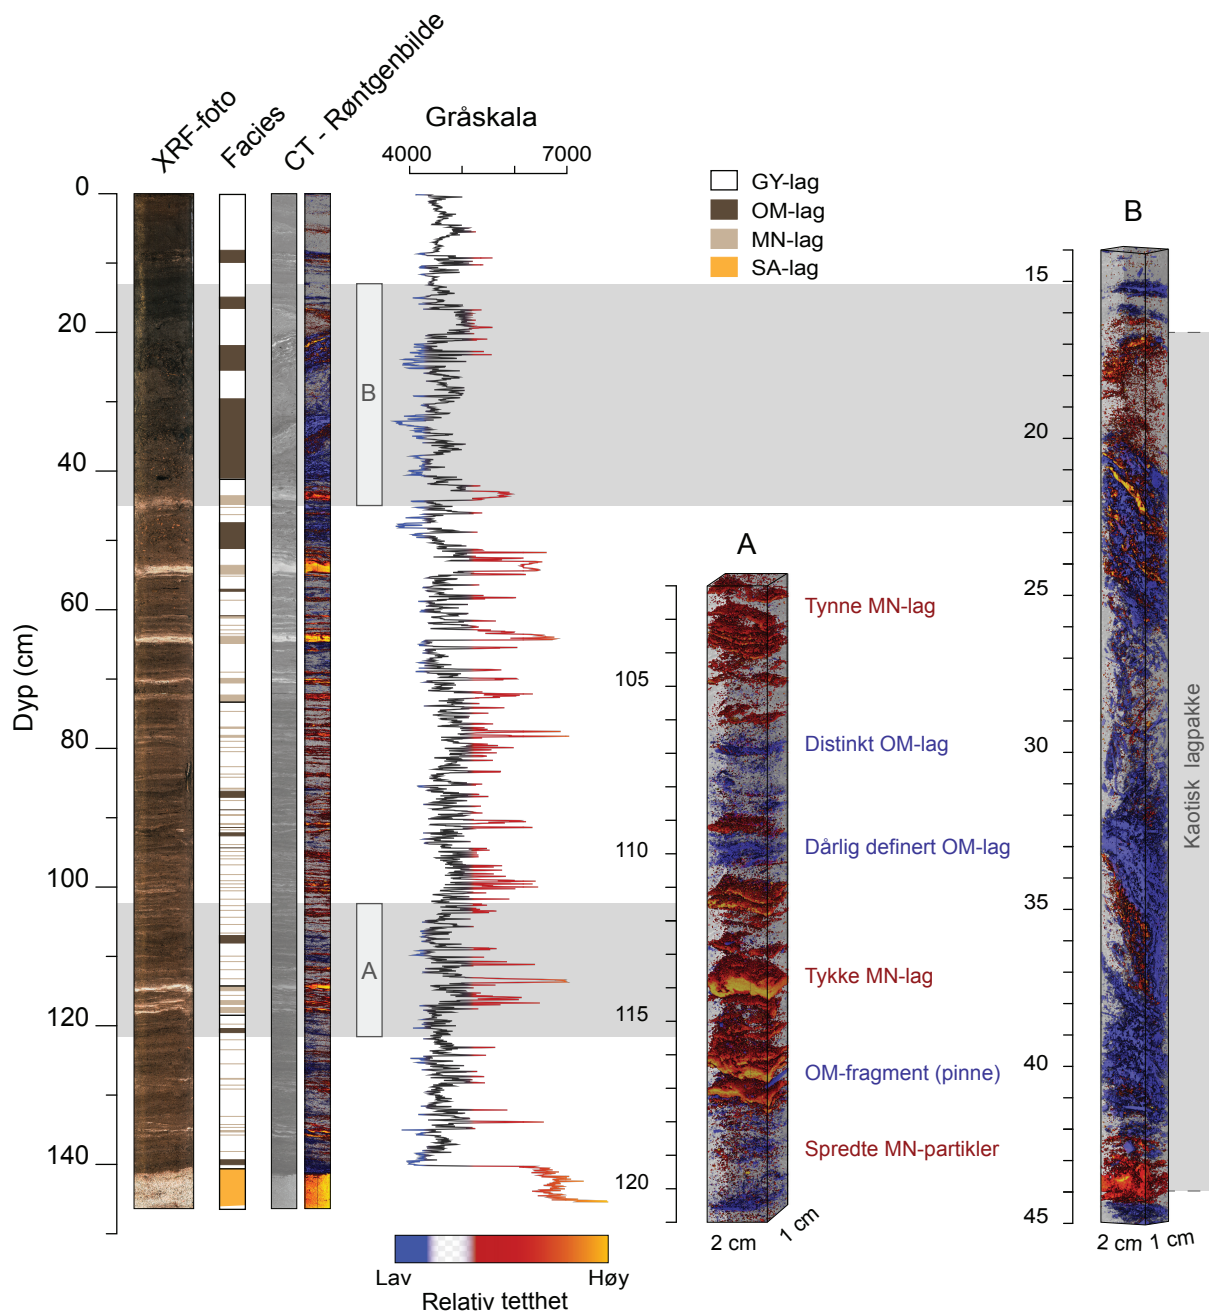 XRF-foto
Facies
CT - Røntgenbilde
Gråskala
4000 7000
GY-lag
OM-lag
MN-lag
SA-lag
Dyp (cm)
0
20
40
60
80
100
120
140
B
A
Lav Høy
Relativ tetthet
A
105
110
115
120
Tynne MN-lag
Distinkt OM-lag
Dårlig definert OM-lag
Tykke MN-lag
OM-fragment (pinne)
Spredte MN-partikler
2 cm 1 cm
B
15
20
25
30
35
40
45
2 cm 1 cm
Kaotisk lagpakke